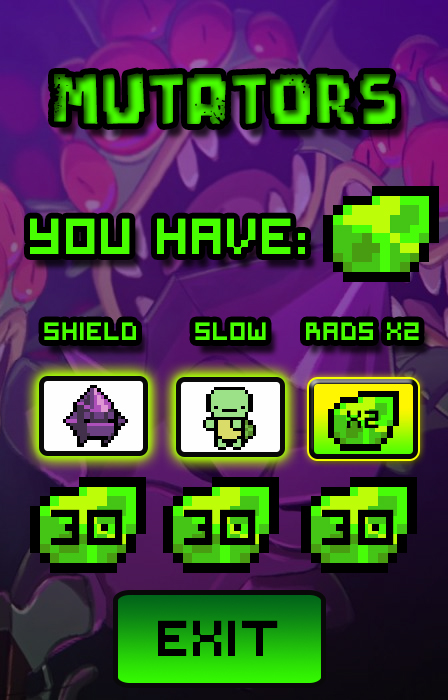 MUTATORS
YOU HAVE:
SHIELD SLOW RADS X2
X2
30 30 30
EXIT